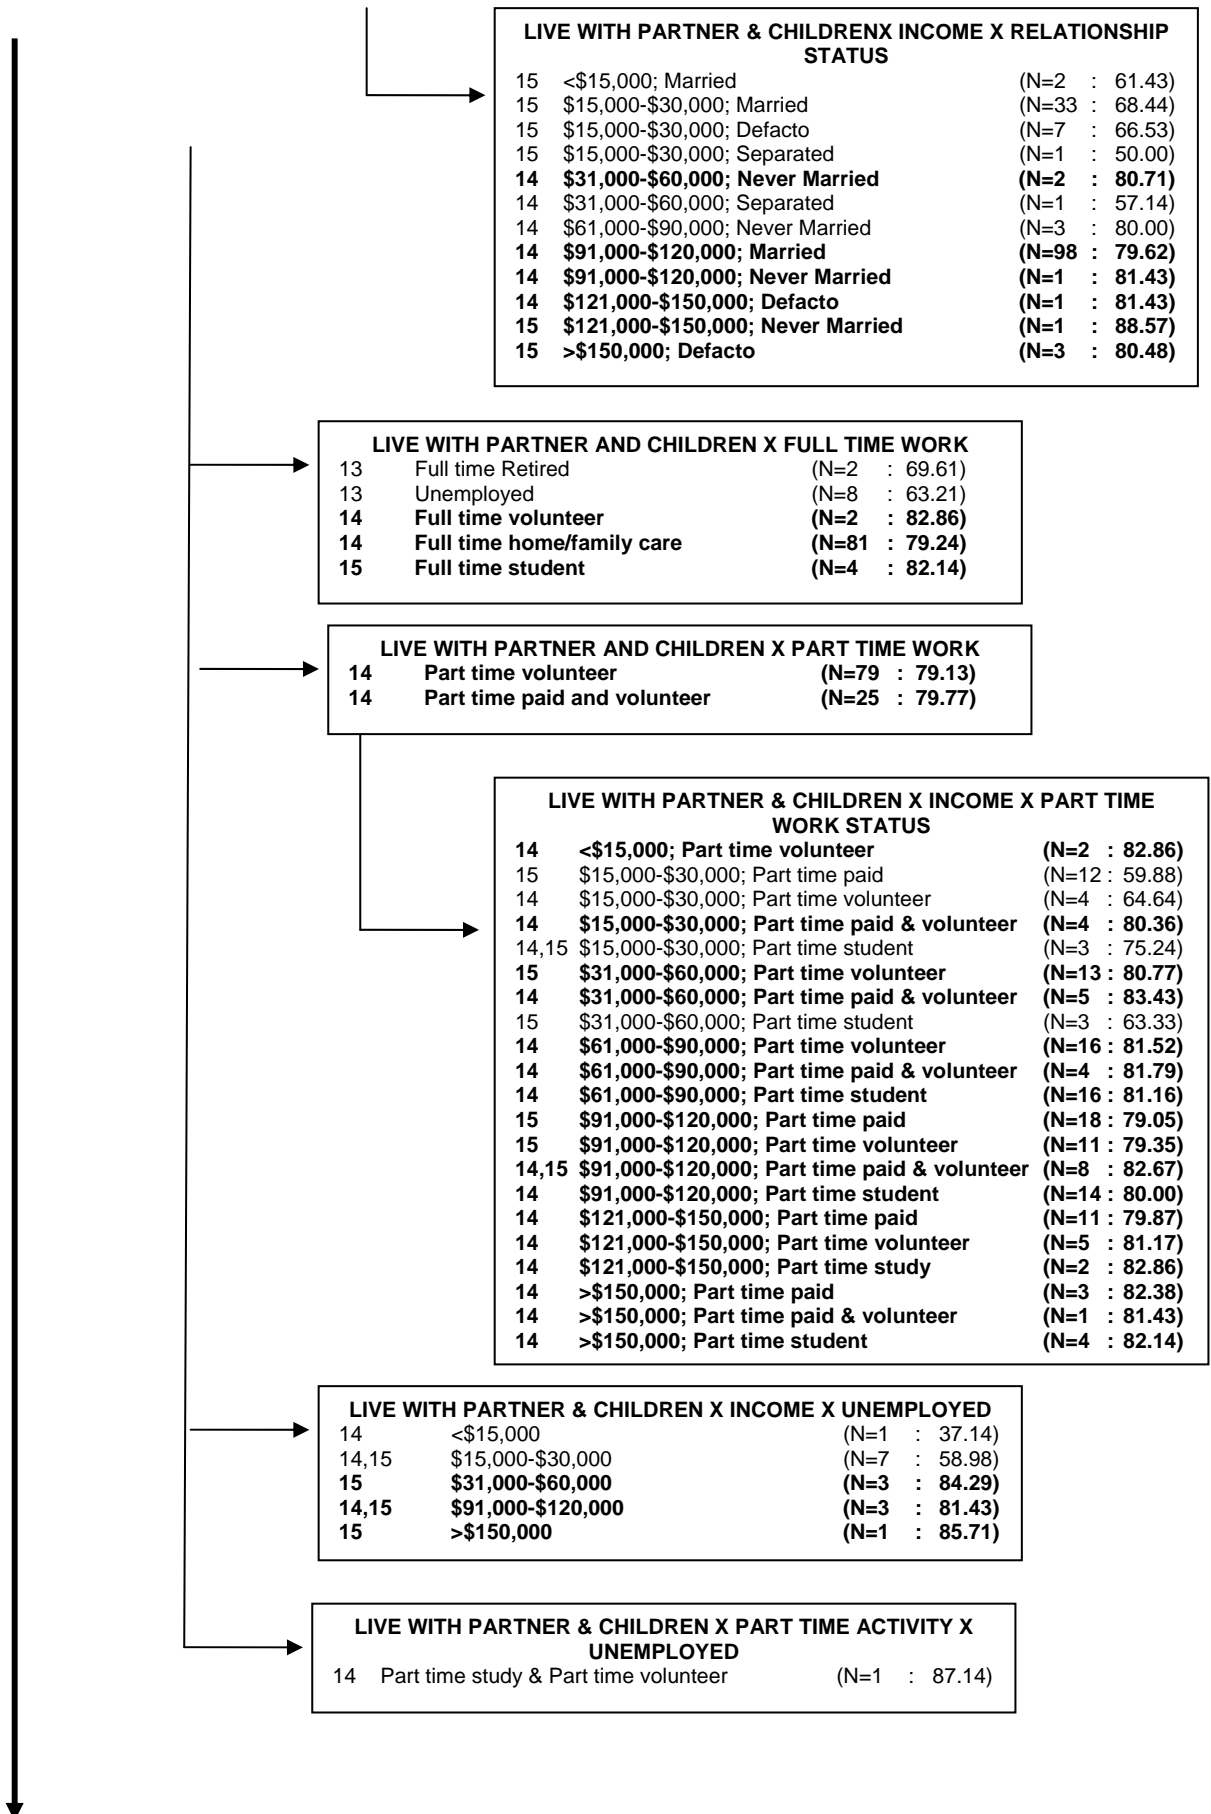 LIVE WITH PARTNER & CHILDRENX INCOME X RELATIONSHIP
STATUS
15 <$15,000; Married (N=2 : 61.43)
15 $15,000-$30,000; Married (N=33 : 68.44)
15 $15,000-$30,000; Defacto (N=7 : 66.53)
15 $15,000-$30,000; Separated (N=1 : 50.00)
14 $31,000-$60,000; Never Married (N=2 : 80.71)
14 $31,000-$60,000; Separated (N=1 : 57.14)
14 $61,000-$90,000; Never Married (N=3 : 80.00)
14 $91,000-$120,000; Married (N=98 : 79.62)
14 $91,000-$120,000; Never Married (N=1 : 81.43)
14 $121,000-$150,000; Defacto (N=1 : 81.43)
15 $121,000-$150,000; Never Married (N=1 : 88.57)
15 >$150,000; Defacto (N=3 : 80.48)
LIVE WITH PARTNER AND CHILDREN X FULL TIME WORK
13 Full time Retired (N=2 : 69.61)
13 Unemployed (N=8 : 63.21)
14 Full time volunteer (N=2 : 82.86)
14 Full time home/family care (N=81 : 79.24)
15 Full time student (N=4 : 82.14)
LIVE WITH PARTNER AND CHILDREN X PART TIME WORK
14 Part time volunteer (N=79 : 79.13)
14 Part time paid and volunteer (N=25 : 79.77)
LIVE WITH PARTNER & CHILDREN X INCOME X PART TIME
WORK STATUS
14 <$15,000; Part time volunteer (N=2 : 82.86)
15 $15,000-$30,000; Part time paid (N=12 : 59.88)
14 $15,000-$30,000; Part time volunteer (N=4 : 64.64)
14 $15,000-$30,000; Part time paid & volunteer (N=4 : 80.36)
14,15 $15,000-$30,000; Part time student (N=3 : 75.24)
15 $31,000-$60,000; Part time volunteer (N=13 : 80.77)
14 $31,000-$60,000; Part time paid & volunteer (N=5 : 83.43)
15 $31,000-$60,000; Part time student (N=3 : 63.33)
14 $61,000-$90,000; Part time volunteer (N=16 : 81.52)
14 $61,000-$90,000; Part time paid & volunteer (N=4 : 81.79)
14 $61,000-$90,000; Part time student (N=16 : 81.16)
15 $91,000-$120,000; Part time paid (N=18 : 79.05)
15 $91,000-$120,000; Part time volunteer (N=11 : 79.35)
14,15 $91,000-$120,000; Part time paid & volunteer (N=8 : 82.67)
14 $91,000-$120,000; Part time student (N=14 : 80.00)
14 $121,000-$150,000; Part time paid (N=11 : 79.87)
14 $121,000-$150,000; Part time volunteer (N=5 : 81.17)
14 $121,000-$150,000; Part time study (N=2 : 82.86)
14 >$150,000; Part time paid (N=3 : 82.38)
14 >$150,000; Part time paid & volunteer (N=1 : 81.43)
14 >$150,000; Part time student (N=4 : 82.14)
LIVE WITH PARTNER & CHILDREN X INCOME X UNEMPLOYED
14 <$15,000 (N=1 : 37.14)
14,15 $15,000-$30,000 (N=7 : 58.98)
15 $31,000-$60,000 (N=3 : 84.29)
14,15 $91,000-$120,000 (N=3 : 81.43)
15 >$150,000 (N=1 : 85.71)
LIVE WITH PARTNER & CHILDREN X PART TIME ACTIVITY X
UNEMPLOYED
14 Part time study & Part time volunteer (N=1 : 87.14)